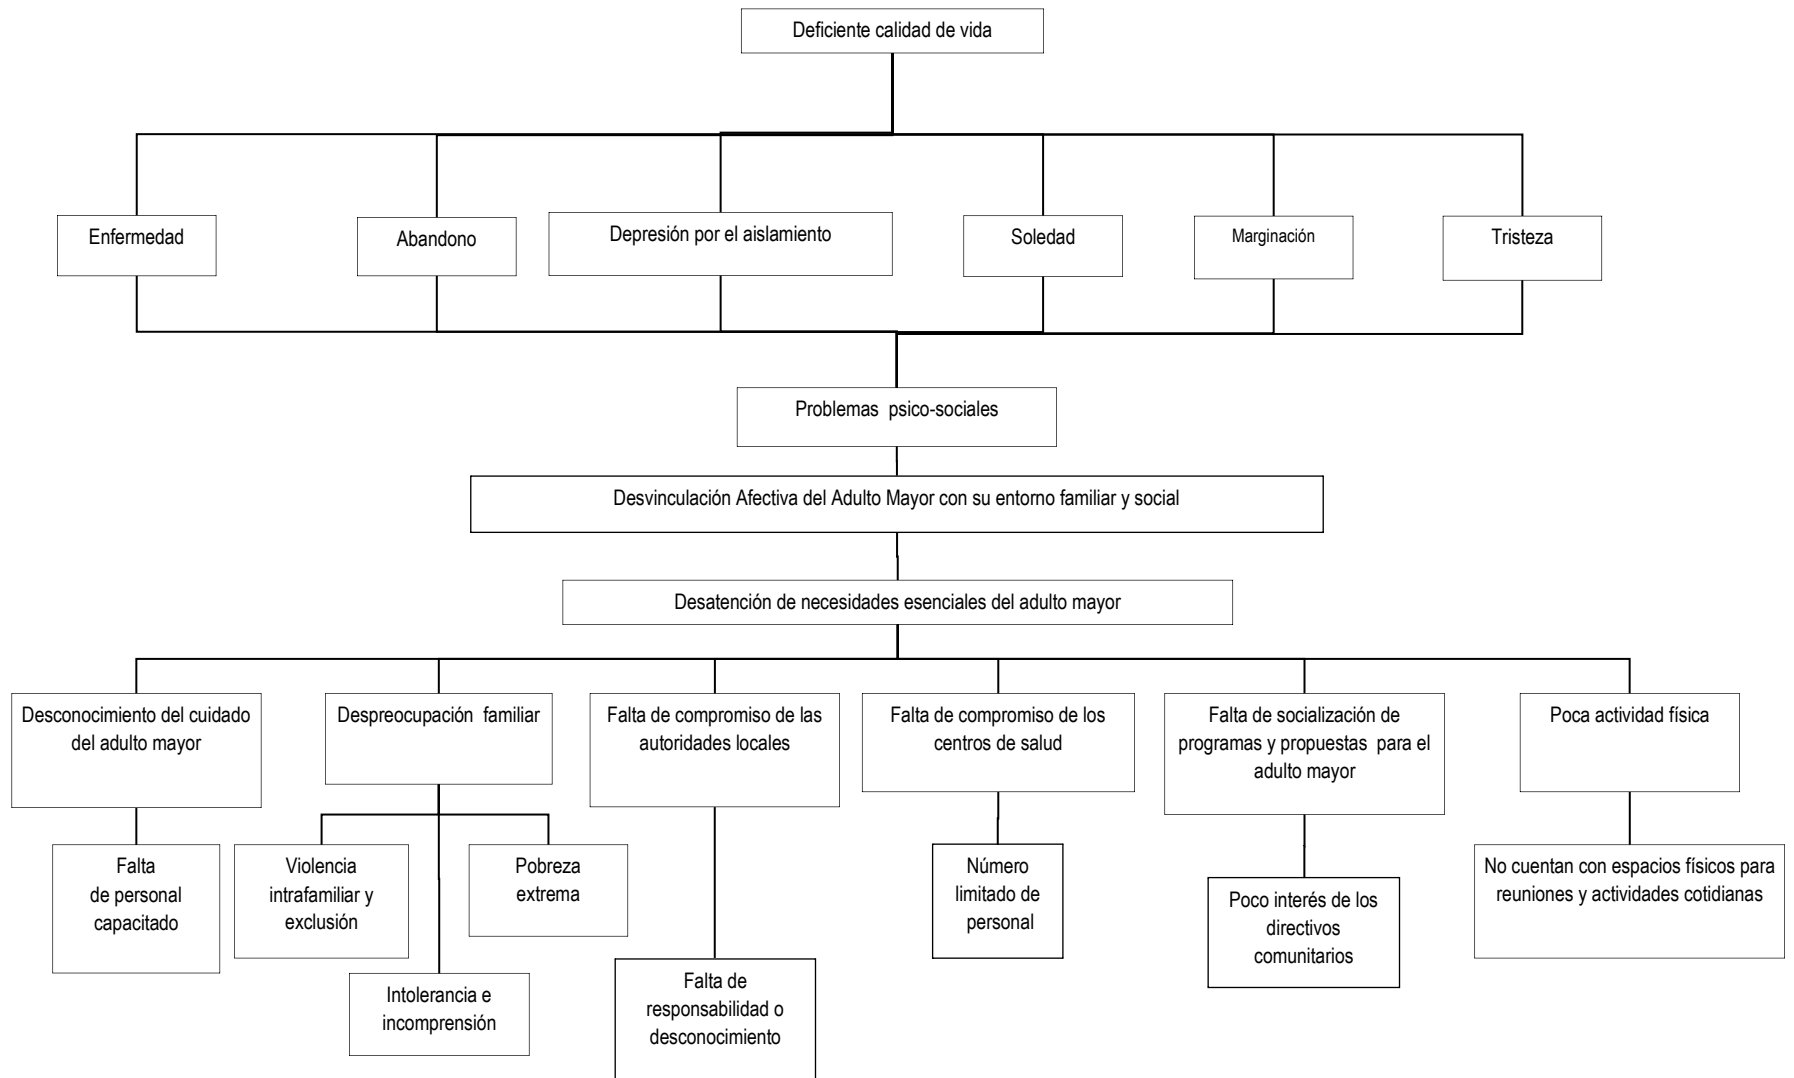 Deficiente calidad de vida
Enfermedad
Abandono
Depresión por el aislamiento
Soledad
Marginación
Tristeza
Problemas psico-sociales
Desvinculación Afectiva del Adulto Mayor con su entorno familiar y social
Desatención de necesidades esenciales del adulto mayor
Desconocimiento del cuidado
del adulto mayor
Despreocupación familiar
Falta de compromiso de las
autoridades locales
Falta de compromiso de los
centros de salud
Falta de socialización de
programas y propuestas para el
adulto mayor
Poca actividad física
Falta
de personal
capacitado
Violencia
intrafamiliar y
exclusión
Pobreza
extrema
Número
limitado de
personal
Poco interés de los
directivos
comunitarios
No cuentan con espacios físicos para
reuniones y actividades cotidianas
Intolerancia e
incomprensión
Falta de
responsabilidad o
desconocimiento